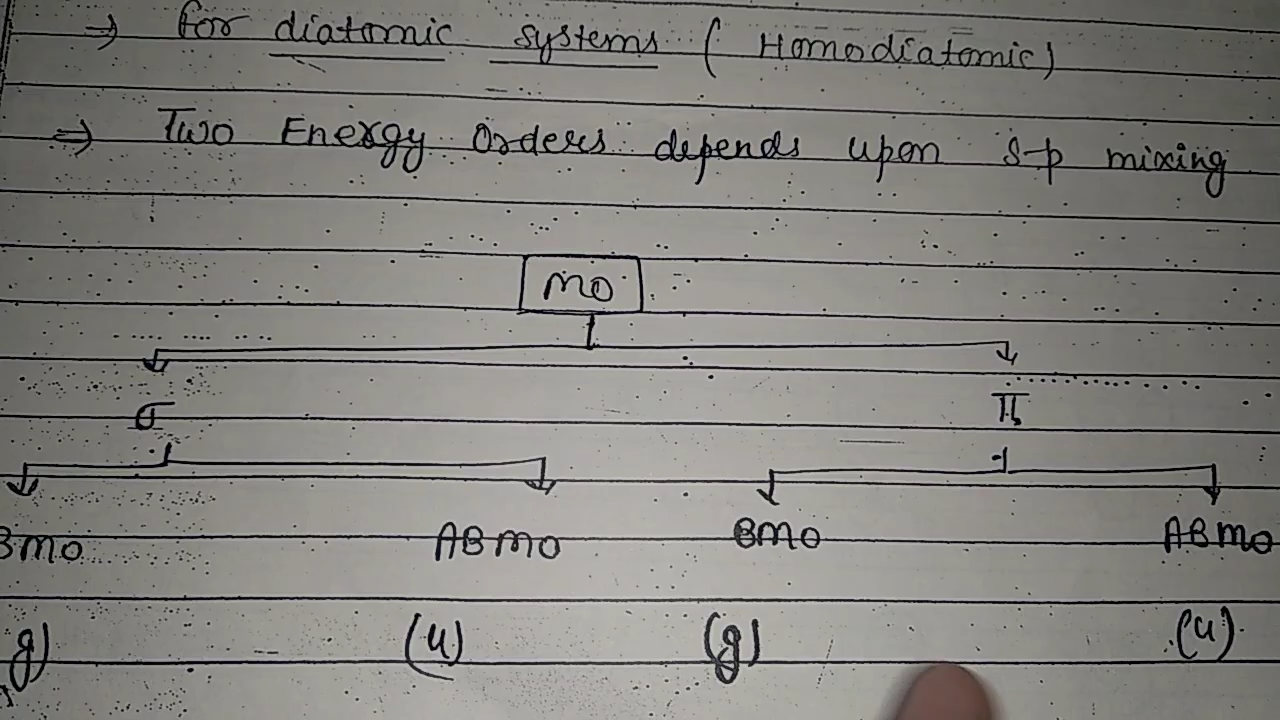 ⇒ for diatomic systems ( Homodiatomic)
⇒ Two Energy Orders depends upon s-p mixing
MO
σ π
BMO ABMO BMO ABMO
g) (u) (g) (u)